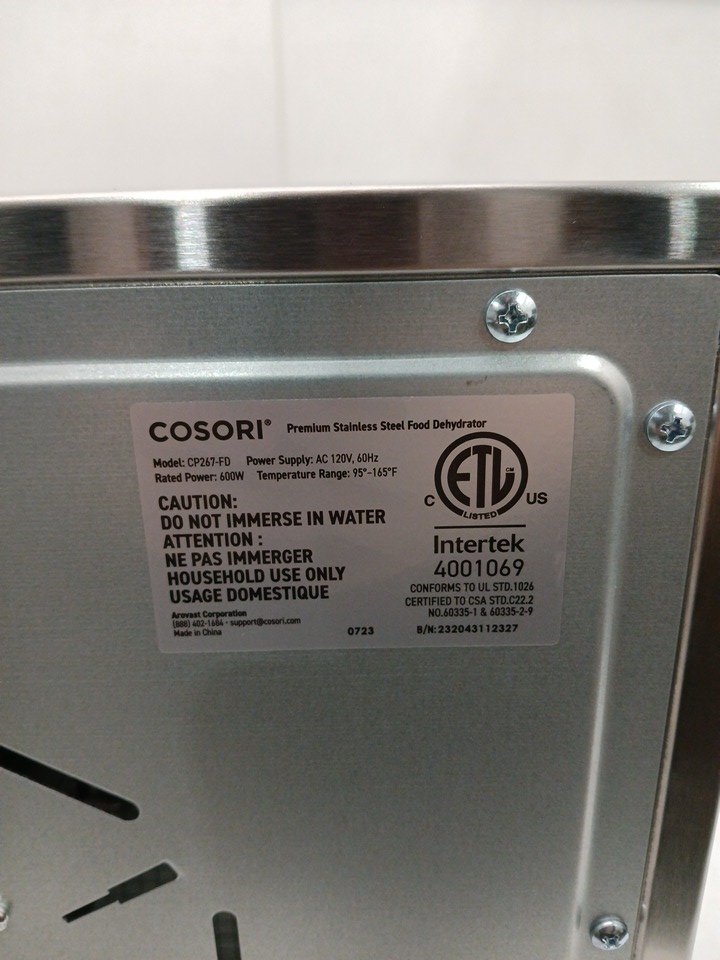 COSORI® Premium Stainless Steel Food Dehydrator
Model: CP267-FD Power Supply: AC 120V, 60Hz
Rated Power: 600W Temperature Range: 95°-165°F
CAUTION:
DO NOT IMMERSE IN WATER
ATTENTION :
NE PAS IMMERGER
HOUSEHOLD USE ONLY
USAGE DOMESTIQUE
Arovast Corporation
(888) 402-1684 · support@cosori.com
Made in China
0723
ETL CM
C US
LISTED
Intertek
4001069
CONFORMS TO UL STD.1026
CERTIFIED TO CSA STD.C22.2
NO.60335-1 & 60335-2-9
B/N: 232043112327